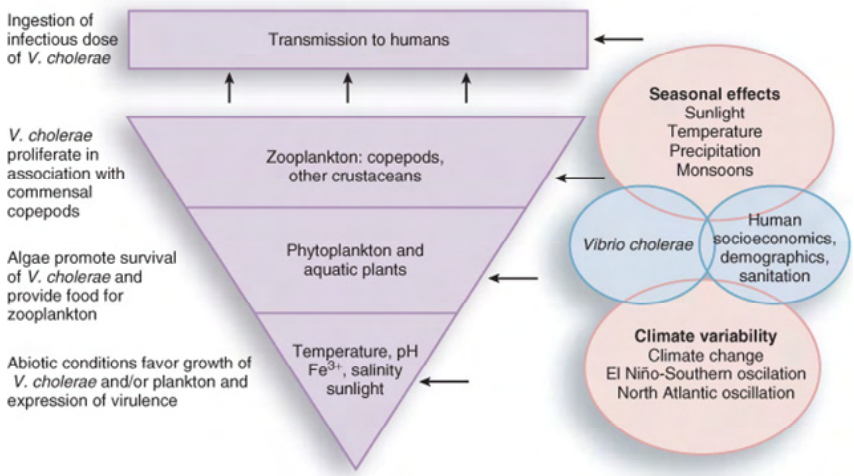 Ingestion of
infectious dose
of V. cholerae
Transmission to humans
V. cholerae
proliferate in
association with
commensal
copepods
Zooplankton: copepods,
other crustaceans
Algae promote survival
of V. cholerae and
provide food for
zooplankton
Phytoplankton and
aquatic plants
Abiotic conditions favor growth of
V. cholerae and/or plankton and
expression of virulence
Temperature, pH
Fe³⁺, salinity
sunlight
Seasonal effects
Sunlight
Temperature
Precipitation
Monsoons
Vibrio cholerae
Human
socioeconomics,
demographics,
sanitation
Climate variability
Climate change
El Niño-Southern oscilation
North Atlantic oscillation